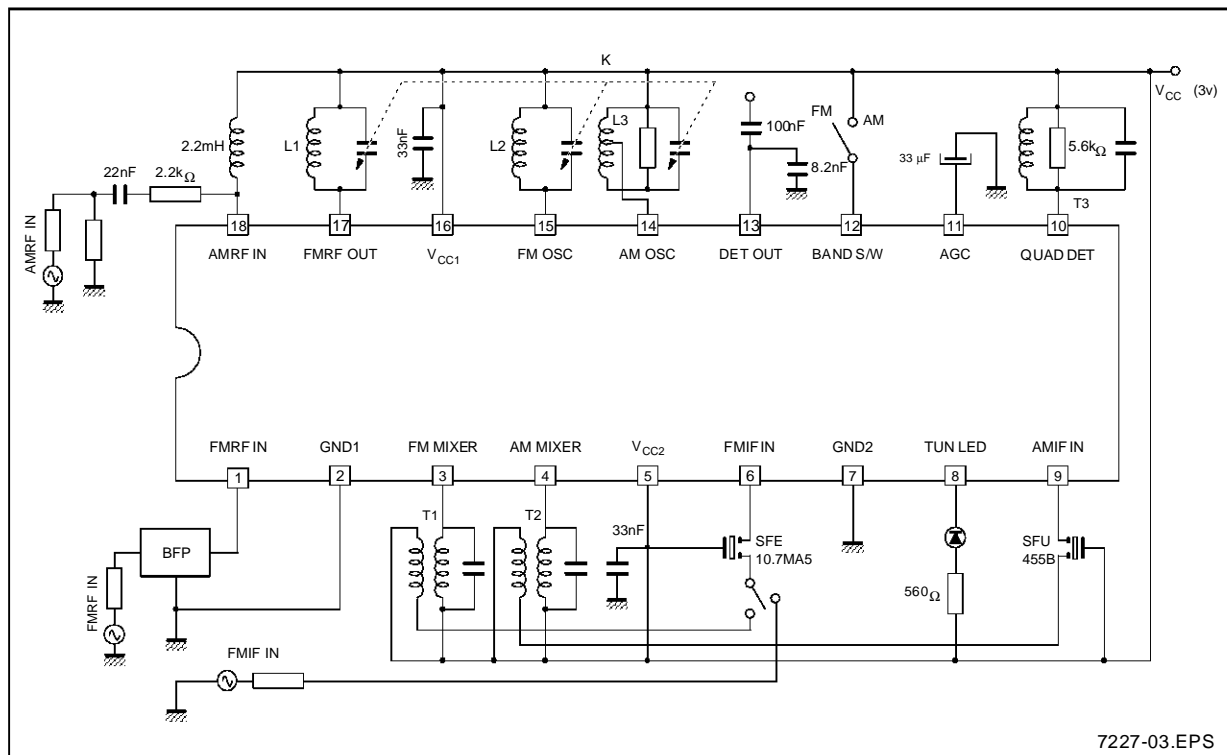 K
V_CC (3v)
L1
33nF
L2
L3
100nF
FM
AM
2.2mH
8.2nF
33 µF
5.6kΩ
22nF
2.2kΩ
T3
18
17
16
15
14
13
12
11
10
AMRF IN
AMRF IN
FMRF OUT
V_CC1
FM OSC
AM OSC
DET OUT
BAND S/W
AGC
QUAD DET
FMRF IN
GND1
FM MIXER
AM MIXER
V_CC2
FMIF IN
GND2
TUN LED
AMIF IN
1
2
3
4
5
6
7
8
9
T1
T2
33nF
SFE
10.7MA5
SFU
455B
BFP
560Ω
FMRF IN
FMIF IN
7227-03.EPS